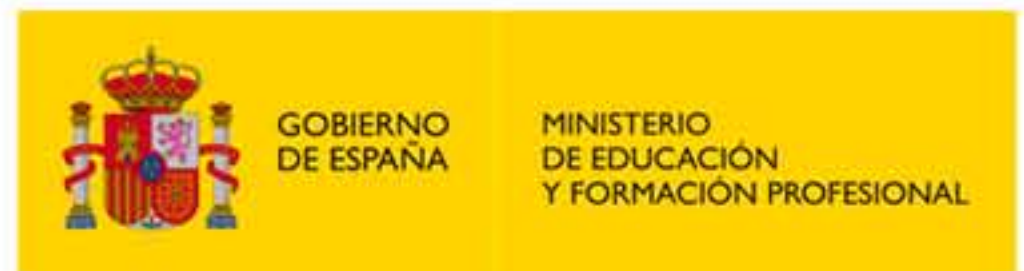 GOBIERNO
DE ESPAÑA
MINISTERIO
DE EDUCACIÓN
Y FORMACIÓN PROFESIONAL